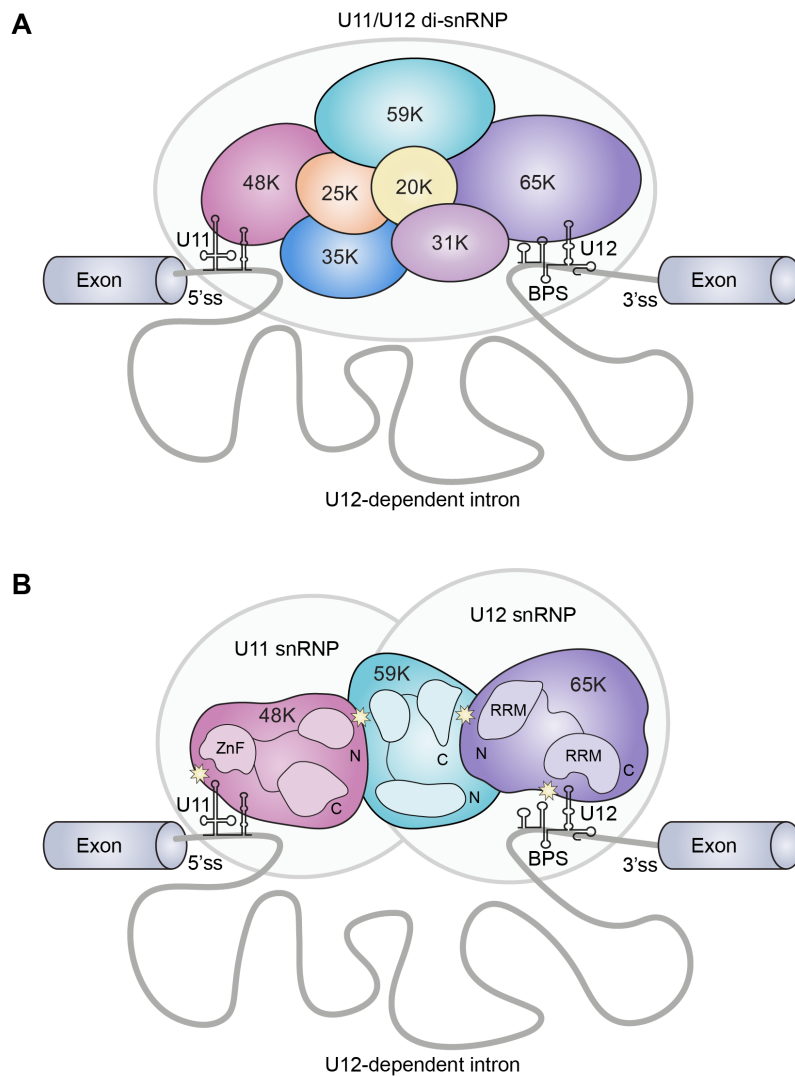 A
U11/U12 di-snRNP
59K
48K
25K
20K
65K
U11
35K
31K
U12
Exon
5’ss
BPS
3’ss
Exon
U12-dependent intron
B
U11 snRNP
U12 snRNP
59K
65K
48K
RRM
ZnF
N
C
N
RRM
C
N
C
U11
U12
Exon
5’ss
BPS
3’ss
Exon
U12-dependent intron